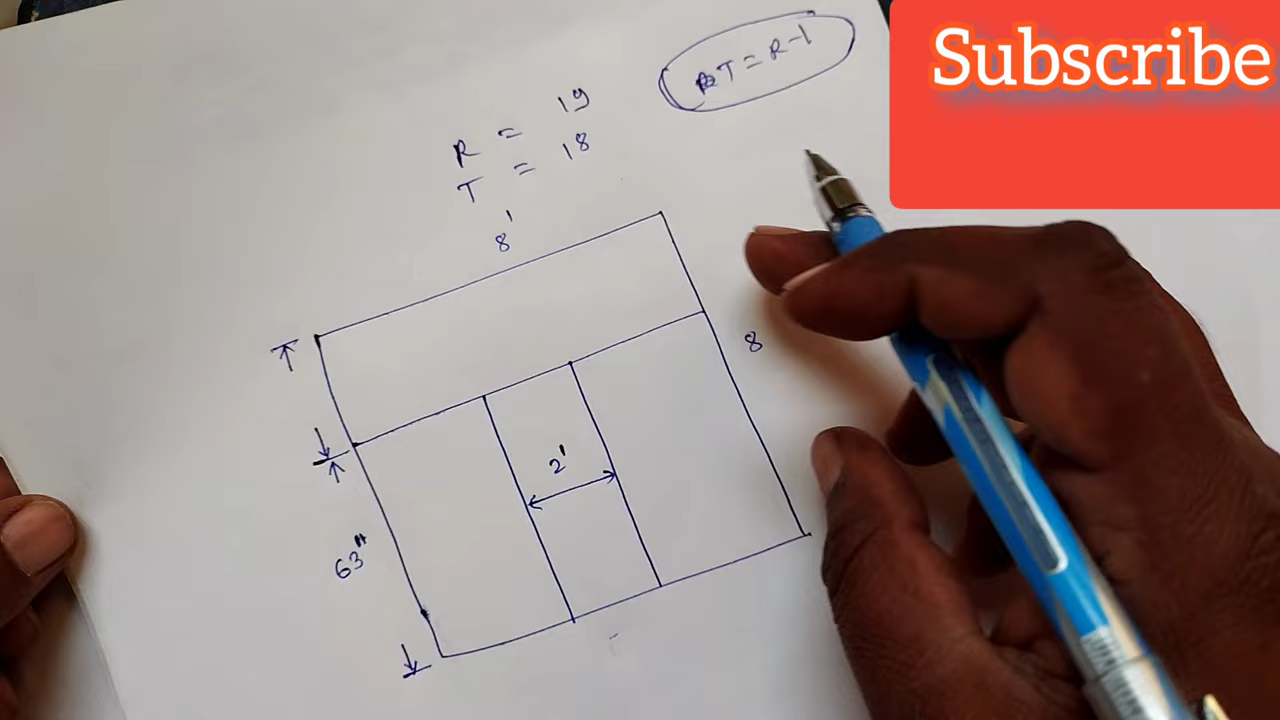 Subscribe
T = R-1
R = 19
T = 18
8'
8
2'
63"